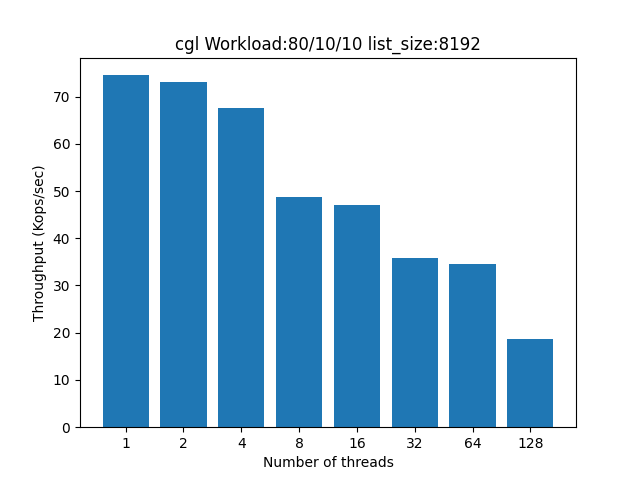 cgl Workload:80/10/10 list_size:8192
Throughput (Kops/sec)
70
60
50
40
30
20
10
0
1 2 4 8 16 32 64 128
Number of threads